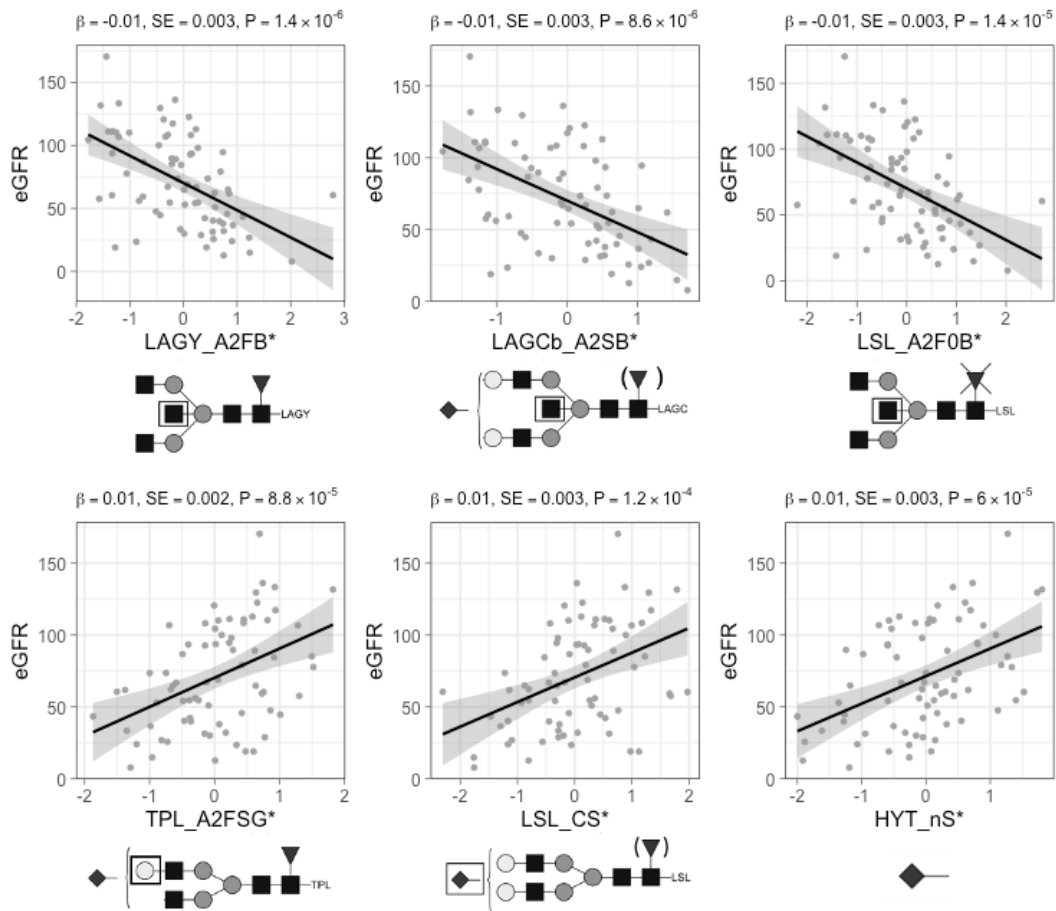 β = -0.01, SE = 0.003, P = 1.4 × 10⁻⁶
eGFR
150
100
50
0
-2 -1 0 1 2 3
LAGY_A2FB*
LAGY
β = -0.01, SE = 0.003, P = 8.6 × 10⁻⁶
eGFR
150
100
50
0
-2 -1 0 1
LAGCb_A2SB*
( )
LAGC
β = -0.01, SE = 0.003, P = 1.4 × 10⁻⁵
eGFR
150
100
50
0
-2 -1 0 1 2
LSL_A2F0B*
LSL
β = 0.01, SE = 0.002, P = 8.8 × 10⁻⁵
eGFR
150
100
50
0
-2 -1 0 1 2
TPL_A2FSG*
TPL
β = 0.01, SE = 0.003, P = 1.2 × 10⁻⁴
eGFR
150
100
50
0
-2 -1 0 1 2
LSL_CS*
( )
LSL
β = 0.01, SE = 0.003, P = 6 × 10⁻⁵
eGFR
150
100
50
0
-2 -1 0 1
HYT_nS*